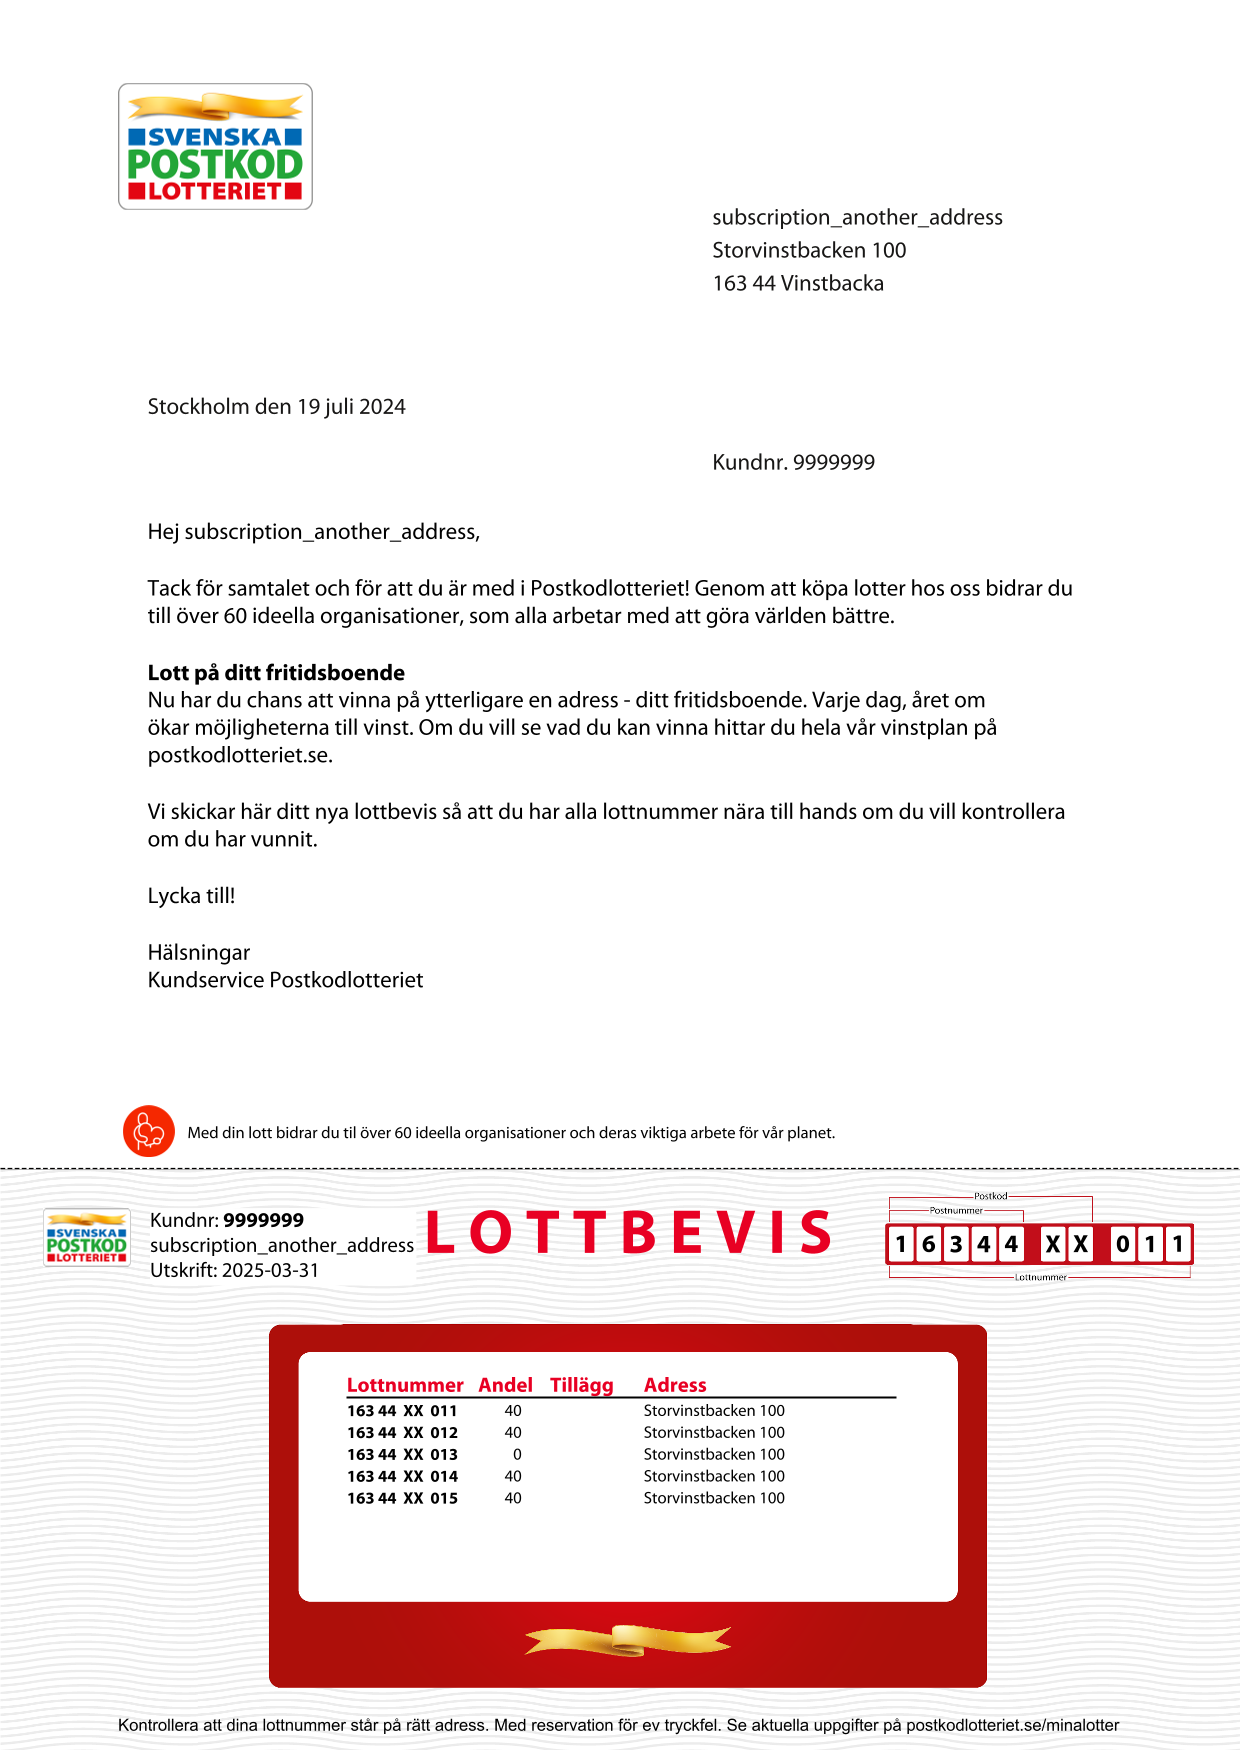 SVENSKA
POSTKOD
LOTTERIET
subscription_another_address
Storvinstbacken 100
163 44 Vinstbacka
Stockholm den 19 juli 2024
Kundnr. 9999999
Hej subscription_another_address,
Tack för samtalet och för att du är med i Postkodlotteriet! Genom att köpa lotter hos oss bidrar du
till över 60 ideella organisationer, som alla arbetar med att göra världen bättre.
Lott på ditt fritidsboende
Nu har du chans att vinna på ytterligare en adress - ditt fritidsboende. Varje dag, året om
ökar möjligheterna till vinst. Om du vill se vad du kan vinna hittar du hela vår vinstplan på
postkodlotteriet.se.
Vi skickar här ditt nya lottbevis så att du har alla lottnummer nära till hands om du vill kontrollera
om du har vunnit.
Lycka till!
Hälsningar
Kundservice Postkodlotteriet
Med din lott bidrar du til över 60 ideella organisationer och deras viktiga arbete för vår planet.
SVENSKA
POSTKOD
LOTTERIET
Kundnr: 9999999
subscription_another_address
Utskrift: 2025-03-31
LOTTBEVIS
Postkod
Postnummer
1 6 3 4 4 X X 0 1 1
Lottnummer
Lottnummer Andel Tillägg Adress
163 44 XX 011 40 Storvinstbacken 100
163 44 XX 012 40 Storvinstbacken 100
163 44 XX 013 0 Storvinstbacken 100
163 44 XX 014 40 Storvinstbacken 100
163 44 XX 015 40 Storvinstbacken 100
Kontrollera att dina lottnummer står på rätt adress. Med reservation för ev tryckfel. Se aktuella uppgifter på postkodlotteriet.se/minalotter